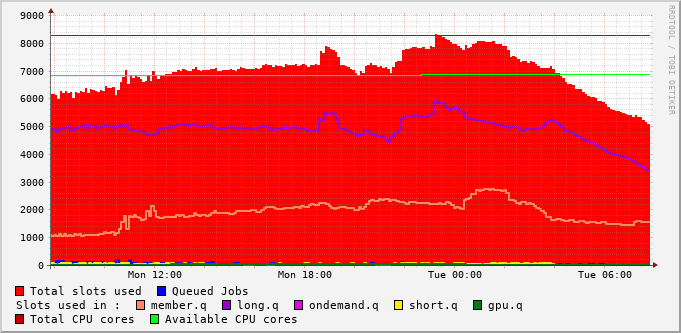 9000
8000
7000
6000
5000
4000
3000
2000
1000
0
Mon 12:00 Mon 18:00 Tue 00:00 Tue 06:00
Total slots used Queued Jobs
Slots used in : member.q long.q ondemand.q short.q gpu.q
Total CPU cores Available CPU cores
RRDTOOL / TOBI OETIKER